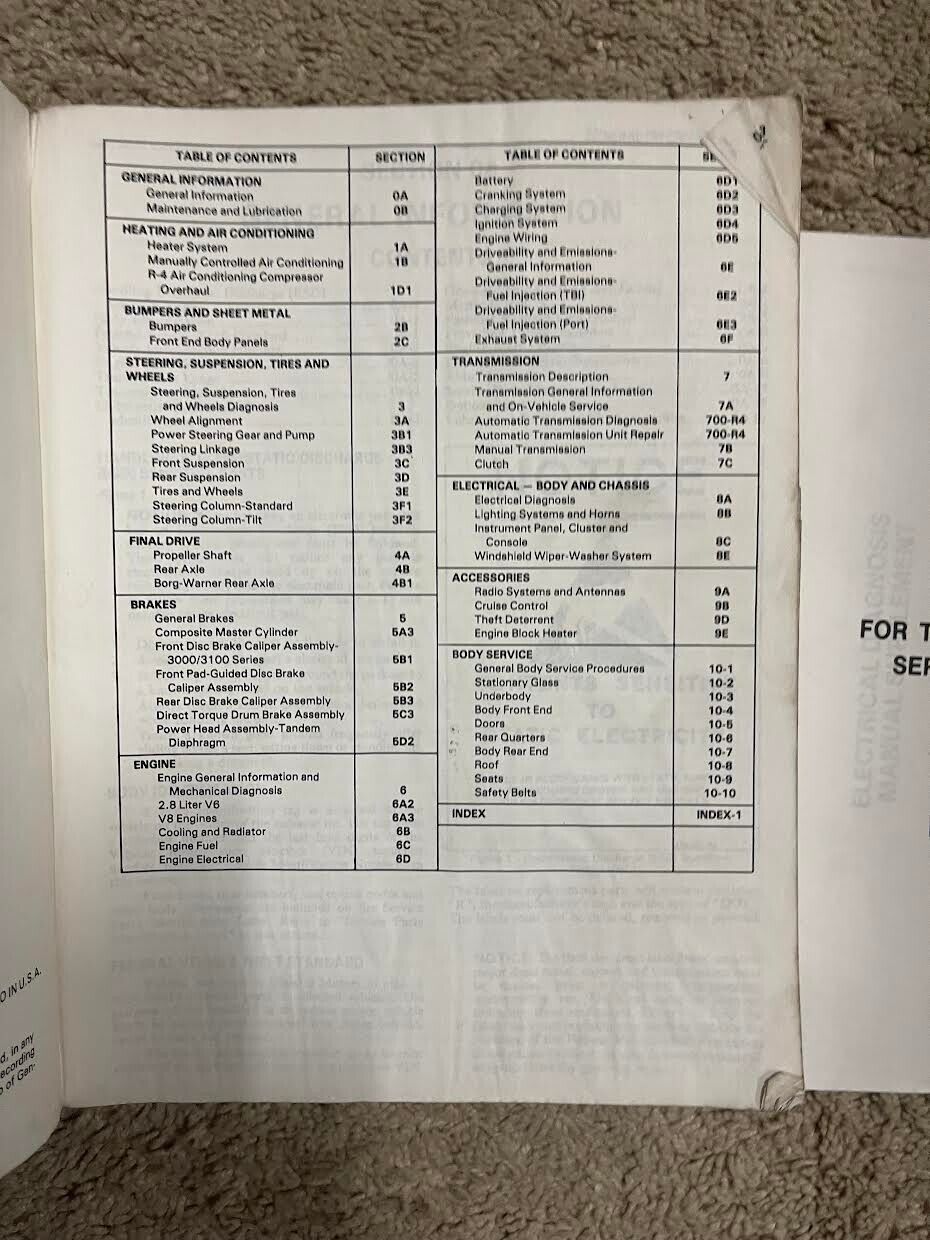 TABLE OF CONTENTS SECTION
GENERAL INFORMATION
General Information 0A
Maintenance and Lubrication 0B
HEATING AND AIR CONDITIONING
Heater System 1A
Manually Controlled Air Conditioning 1B
R-4 Air Conditioning Compressor
Overhaul 1D1
BUMPERS AND SHEET METAL
Bumpers 2B
Front End Body Panels 2C
STEERING, SUSPENSION, TIRES AND
WHEELS
Steering, Suspension, Tires
and Wheels Diagnosis 3
Wheel Alignment 3A
Power Steering Gear and Pump 3B1
Steering Linkage 3B3
Front Suspension 3C
Rear Suspension 3D
Tires and Wheels 3E
Steering Column-Standard 3F1
Steering Column-Tilt 3F2
FINAL DRIVE
Propeller Shaft 4A
Rear Axle 4B
Borg-Warner Rear Axle 4B1
BRAKES
General Brakes 5
Composite Master Cylinder 5A3
Front Disc Brake Caliper Assembly-
3000/3100 Series 5B1
Front Pad-Guided Disc Brake
Caliper Assembly 5B2
Rear Disc Brake Caliper Assembly 5B3
Direct Torque Drum Brake Assembly 5C3
Power Head Assembly-Tandem
Diaphragm 5D2
ENGINE
Engine General Information and
Mechanical Diagnosis 6
2.8 Liter V6 6A2
V8 Engines 6A3
Cooling and Radiator 6B
Engine Fuel 6C
Engine Electrical 6D
TABLE OF CONTENTS
Battery 6D1
Cranking System 6D2
Charging System 6D3
Ignition System 6D4
Engine Wiring 6D5
Driveability and Emissions-
General Information 6E
Driveability and Emissions-
Fuel Injection (TBI) 6E2
Driveability and Emissions-
Fuel Injection (Port) 6E3
Exhaust System 6F
TRANSMISSION
Transmission Description 7
Transmission General Information
and On-Vehicle Service 7A
Automatic Transmission Diagnosis 700-R4
Automatic Transmission Unit Repair 700-R4
Manual Transmission 7B
Clutch 7C
ELECTRICAL — BODY AND CHASSIS
Electrical Diagnosis 8A
Lighting Systems and Horns 8B
Instrument Panel, Cluster and
Console 8C
Windshield Wiper-Washer System 8E
ACCESSORIES
Radio Systems and Antennas 9A
Cruise Control 9B
Theft Deterrent 9D
Engine Block Heater 9E
BODY SERVICE
General Body Service Procedures 10-1
Stationary Glass 10-2
Underbody 10-3
Body Front End 10-4
Doors 10-5
Rear Quarters 10-6
Body Rear End 10-7
Roof 10-8
Seats 10-9
Safety Belts 10-10
INDEX INDEX-1
IN U.S.A.
d, in any
ecording
of Gen-
FOR T
SER
ELECTRICAL DIAGNOSIS